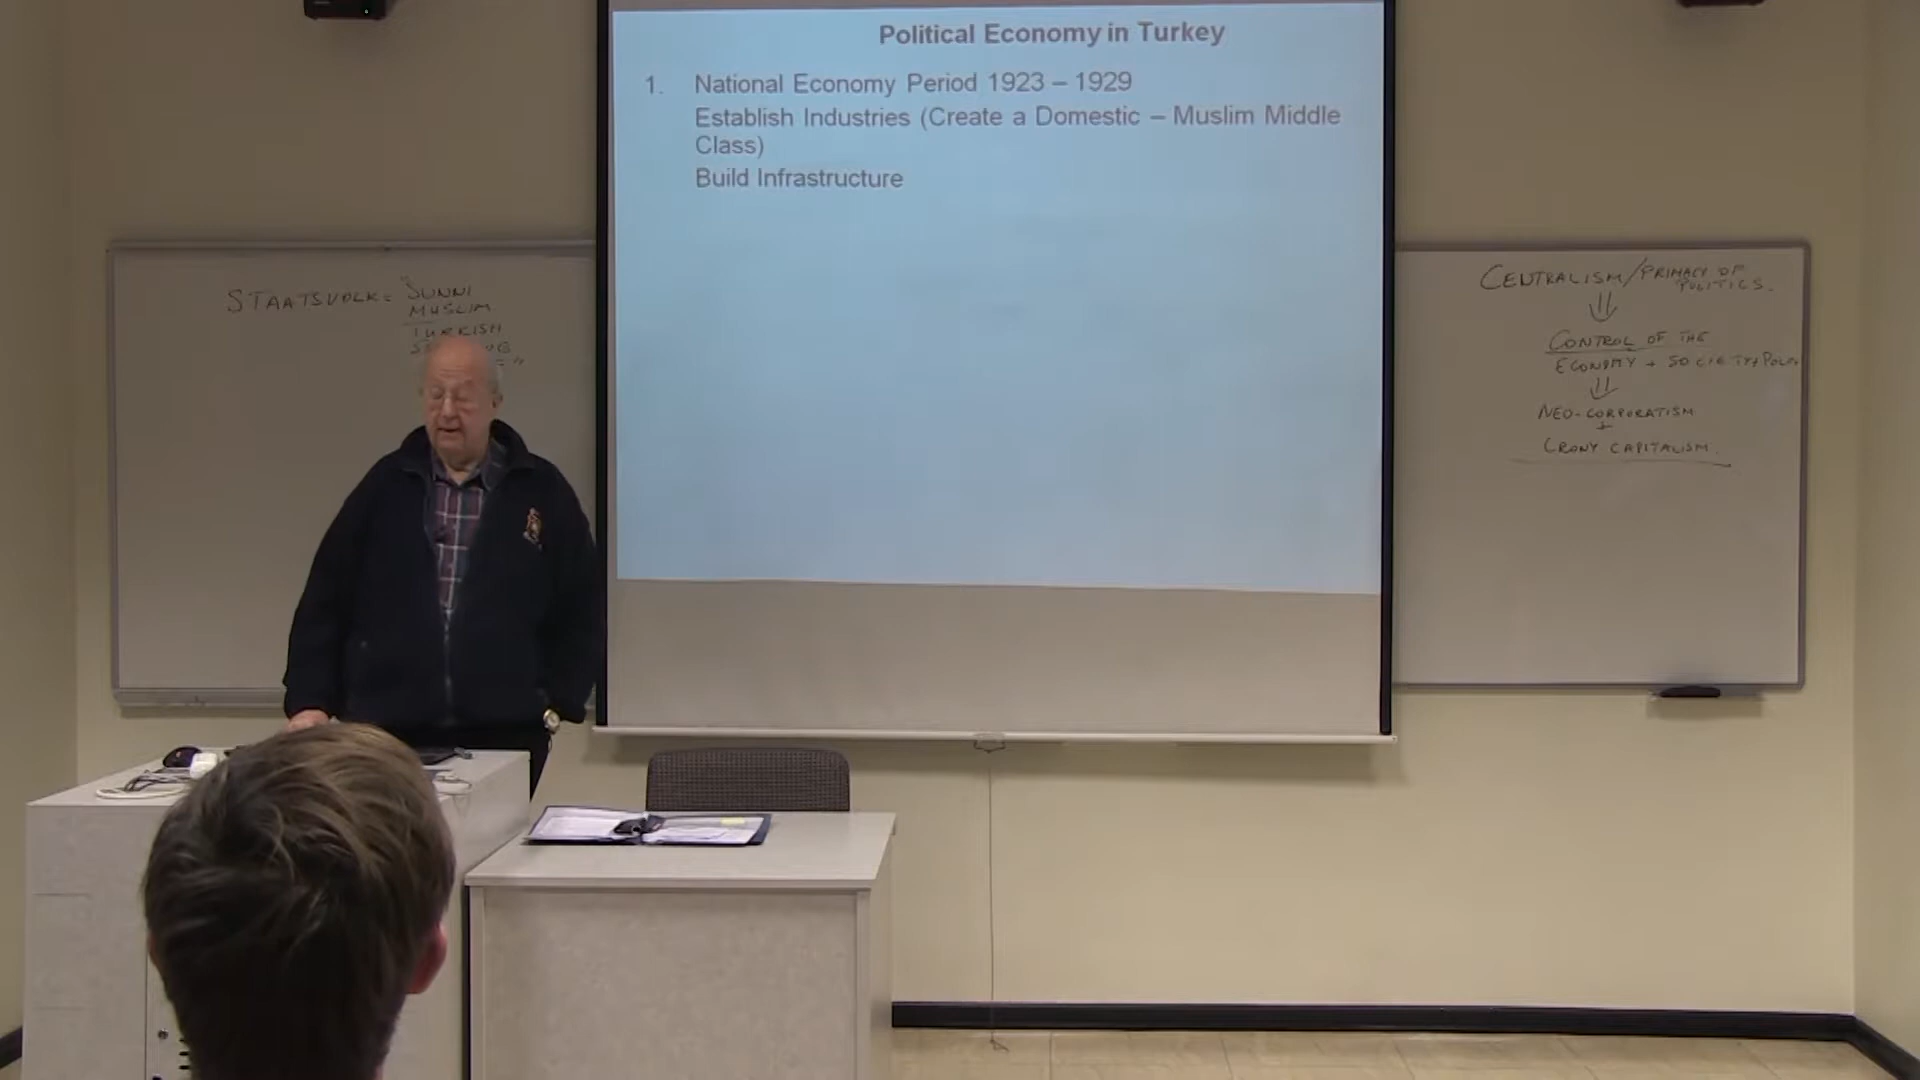 Political Economy in Turkey
1. National Economy Period 1923 – 1929
Establish Industries (Create a Domestic – Muslim Middle
Class)
Build Infrastructure
STAATSVOLK = "SUNNI
MUSLIM
TURKISH
"
CENTRALISM/PRIMACY OF
POLITICS.
⇓
CONTROL OF THE
ECONOMY + SOCIETY +
⇓
NEO-CORPORATISM
+
CRONY CAPITALISM.